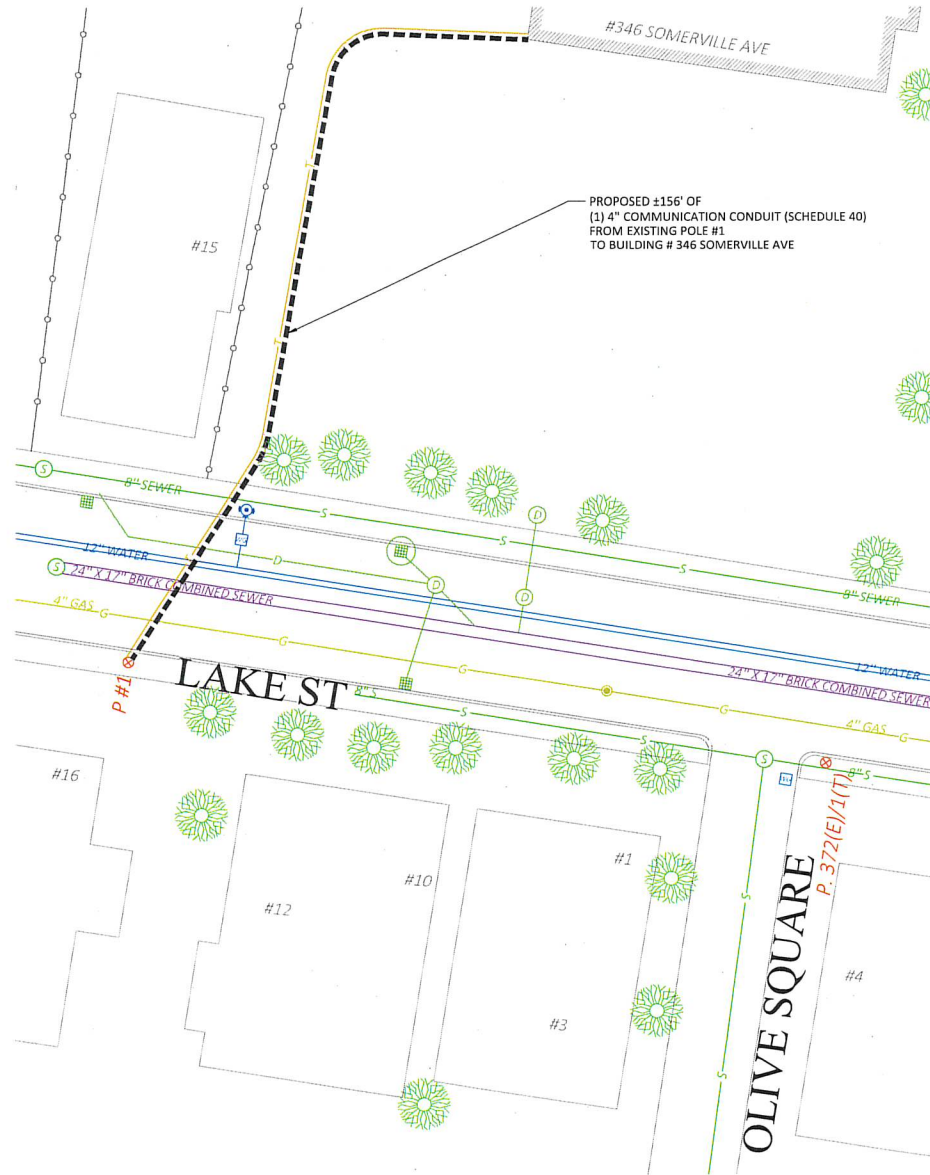 #346 SOMERVILLE AVE
PROPOSED ±156' OF
(1) 4" COMMUNICATION CONDUIT (SCHEDULE 40)
FROM EXISTING POLE #1
TO BUILDING # 346 SOMERVILLE AVE
T
#15
T
S
8" SEWER
S
D
S
S
8" SEWER
12" WATER
D
D
D
S
24" X 17" BRICK COMBINED SEWER
4" GAS
G
G
G
G
12" WATER
24" X 17" BRICK COMBINED SEWER
4" GAS
G
P #1
LAKE ST
8" S
S
S
S
8" S
P. 372(E)/1(T)
#16
#10
#12
#1
#3
S
S
OLIVE SQUARE
#4